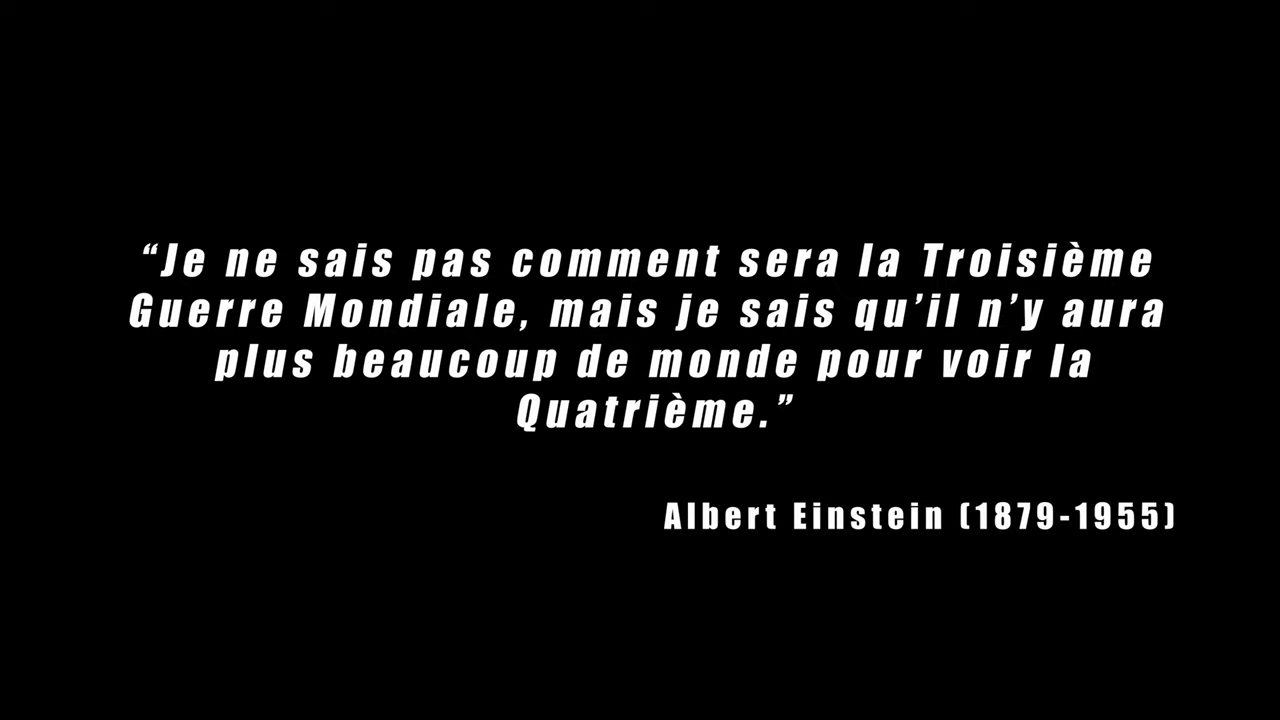 “Je ne sais pas comment sera la Troisième
Guerre Mondiale, mais je sais qu’il n’y aura
plus beaucoup de monde pour voir la
Quatrième.”
Albert Einstein (1879-1955)